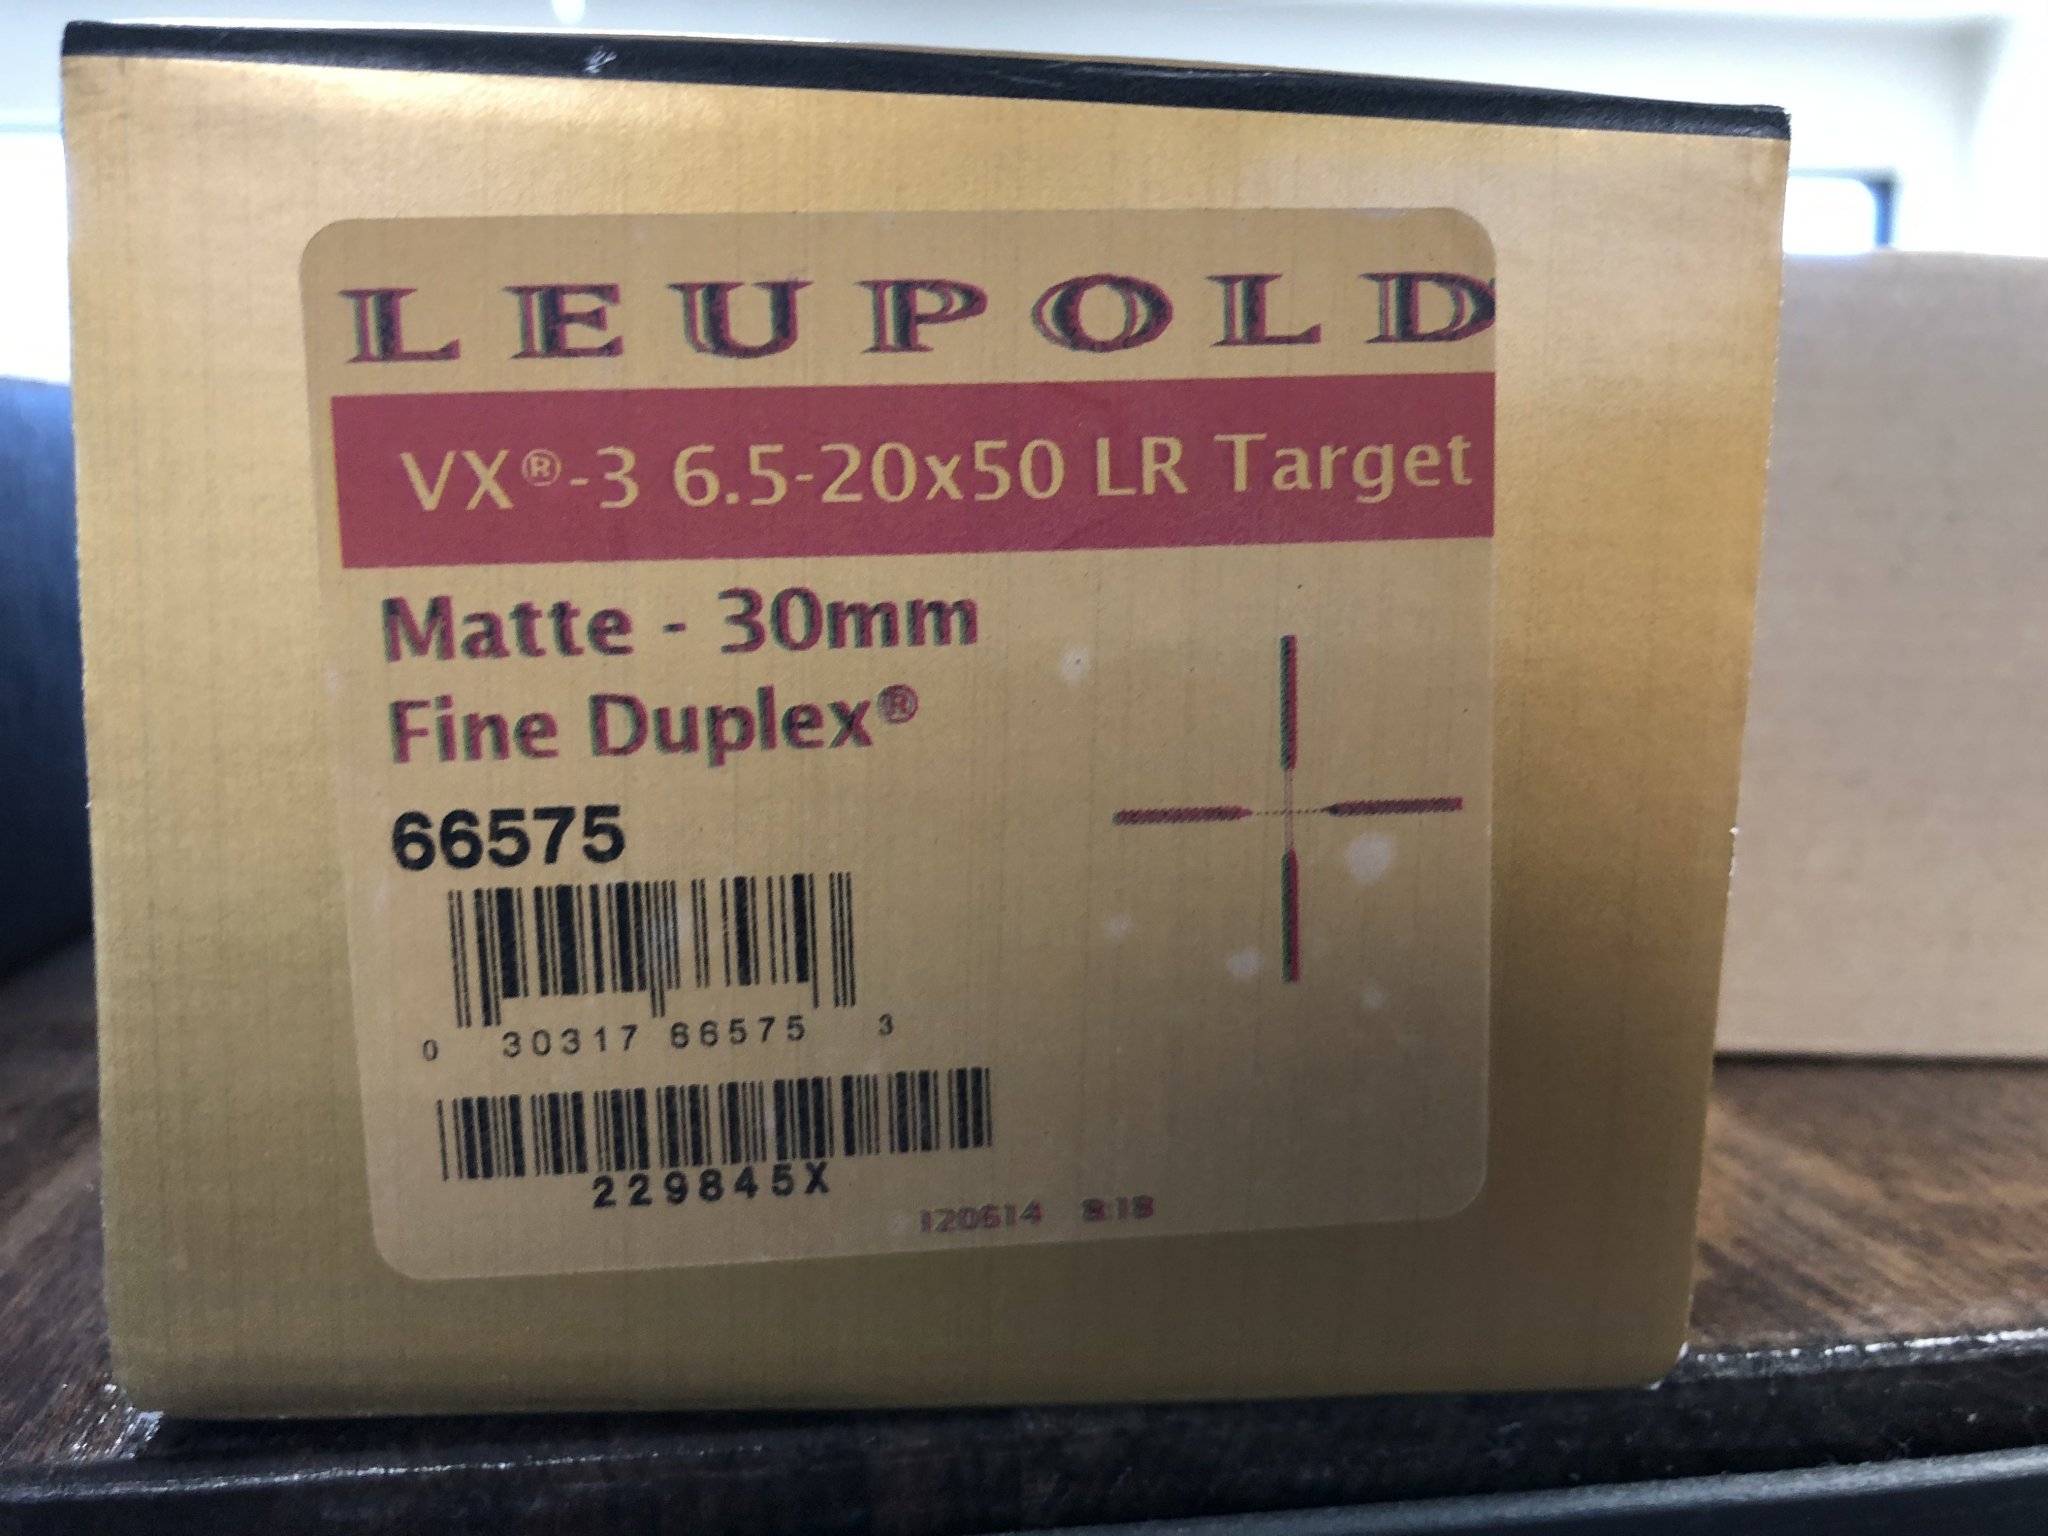 LEUPOLD
VX®-3 6.5-20x50 LR Target
Matte - 30mm
Fine Duplex®
66575
0 30317 66575 3
229845X
120614 8:18